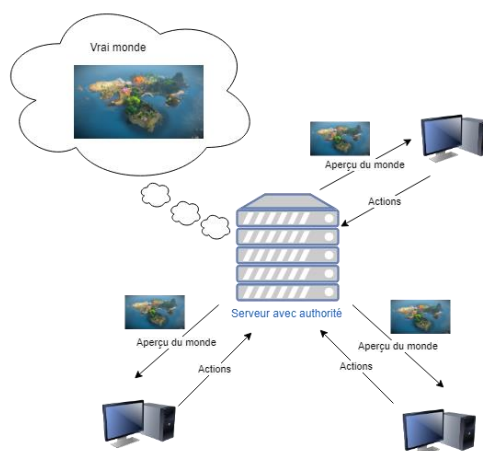 Vrai monde
Aperçu du monde
Actions
Serveur avec authorité
Aperçu du monde
Actions
Aperçu du monde
Actions